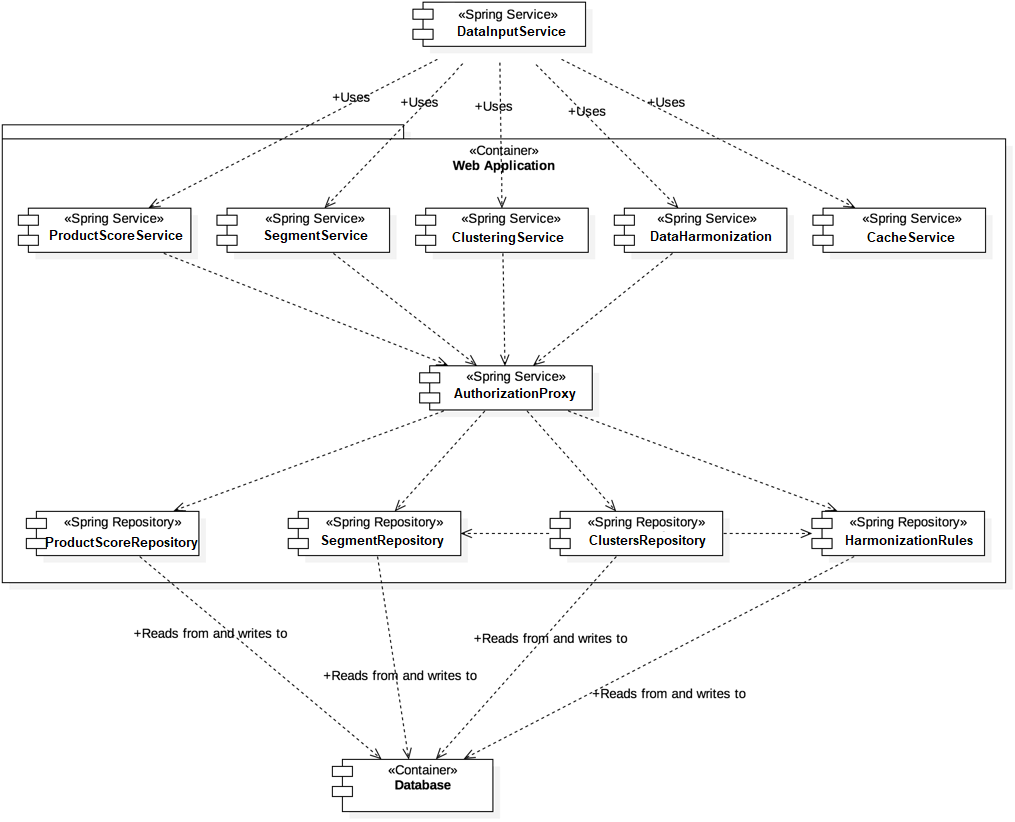 «Spring Service»
DataInputService
+Uses
+Uses
+Uses
+Uses
+Uses
«Container»
Web Application
«Spring Service»
ProductScoreService
«Spring Service»
SegmentService
«Spring Service»
ClusteringService
«Spring Service»
DataHarmonization
«Spring Service»
CacheService
«Spring Service»
AuthorizationProxy
«Spring Repository»
ProductScoreRepository
«Spring Repository»
SegmentRepository
«Spring Repository»
ClustersRepository
«Spring Repository»
HarmonizationRules
+Reads from and writes to
+Reads from and writes to
+Reads from and writes to
+Reads from and writes to
«Container»
Database